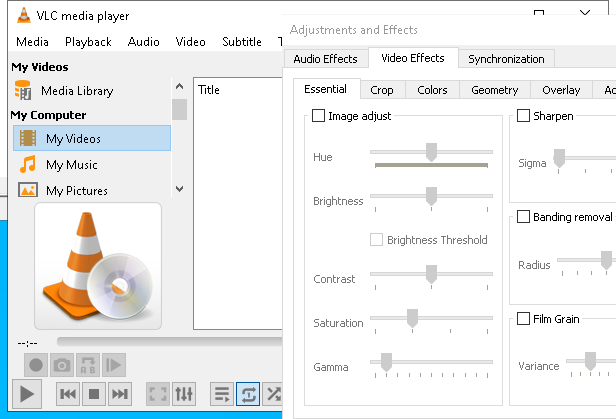 VLC media player
Media Playback Audio Video Subtitle
My Videos
Media Library
My Computer
My Videos
My Music
My Pictures
Title
--:--
Adjustments and Effects
Audio Effects Video Effects Synchronization
Essential Crop Colors Geometry Overlay
Image adjust
Hue
Brightness
Brightness Threshold
Contrast
Saturation
Gamma
Sharpen
Sigma
Banding removal
Radius
Film Grain
Variance